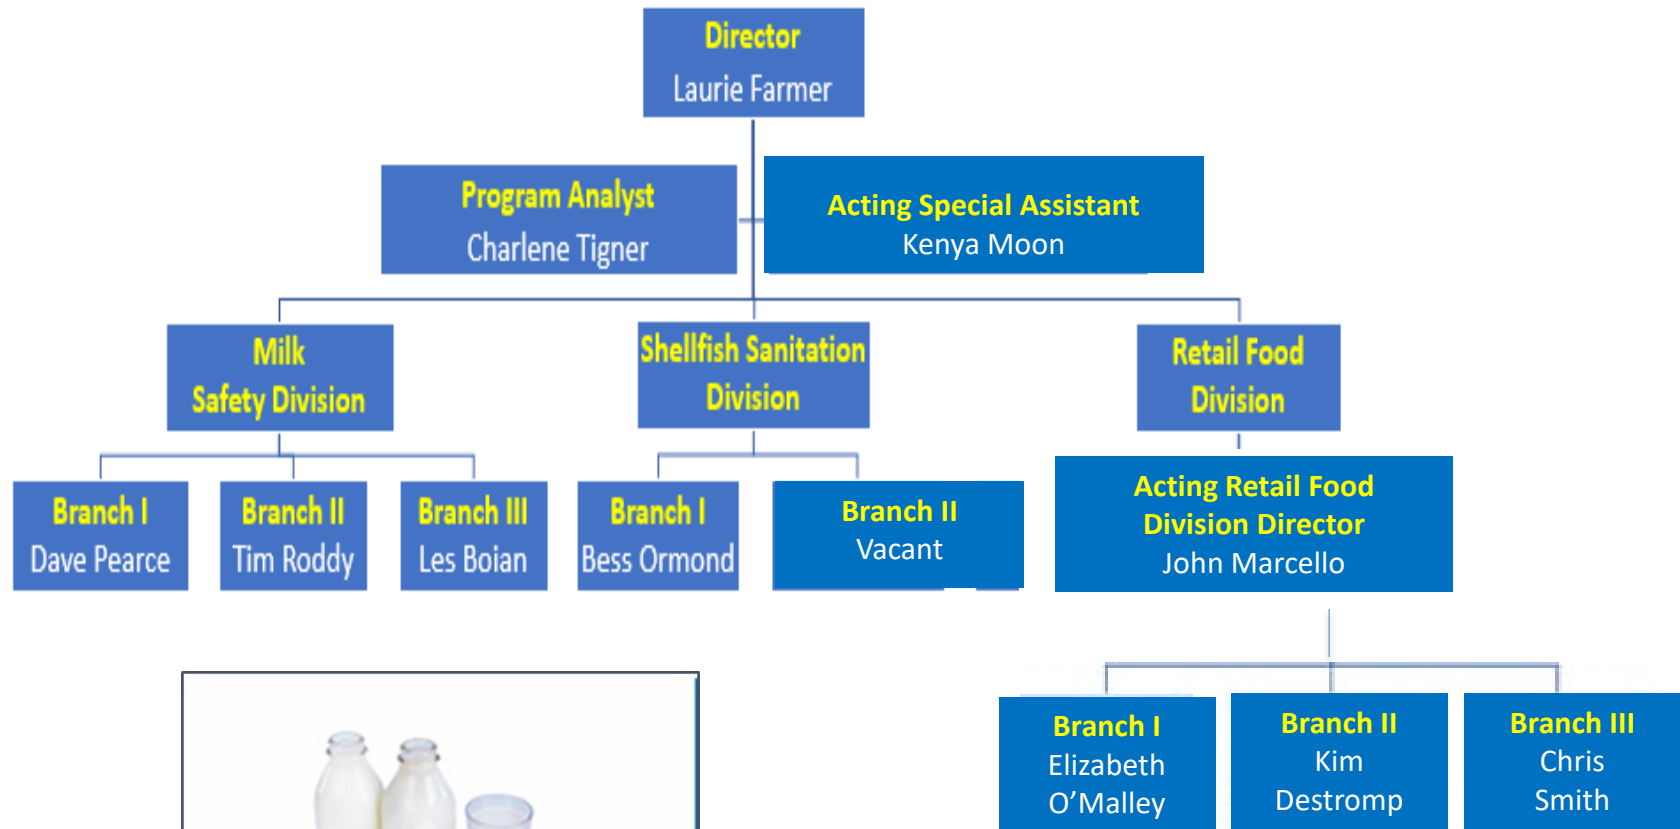 Director
Laurie Farmer
Program Analyst
Charlene Tigner
Acting Special Assistant
Kenya Moon
Milk
Safety Division
Shellfish Sanitation
Division
Retail Food
Division
Branch I
Dave Pearce
Branch II
Tim Roddy
Branch III
Les Boian
Branch I
Bess Ormond
Branch II
Vacant
Acting Retail Food
Division Director
John Marcello
Branch I
Elizabeth
O’Malley
Branch II
Kim
Destromp
Branch III
Chris
Smith